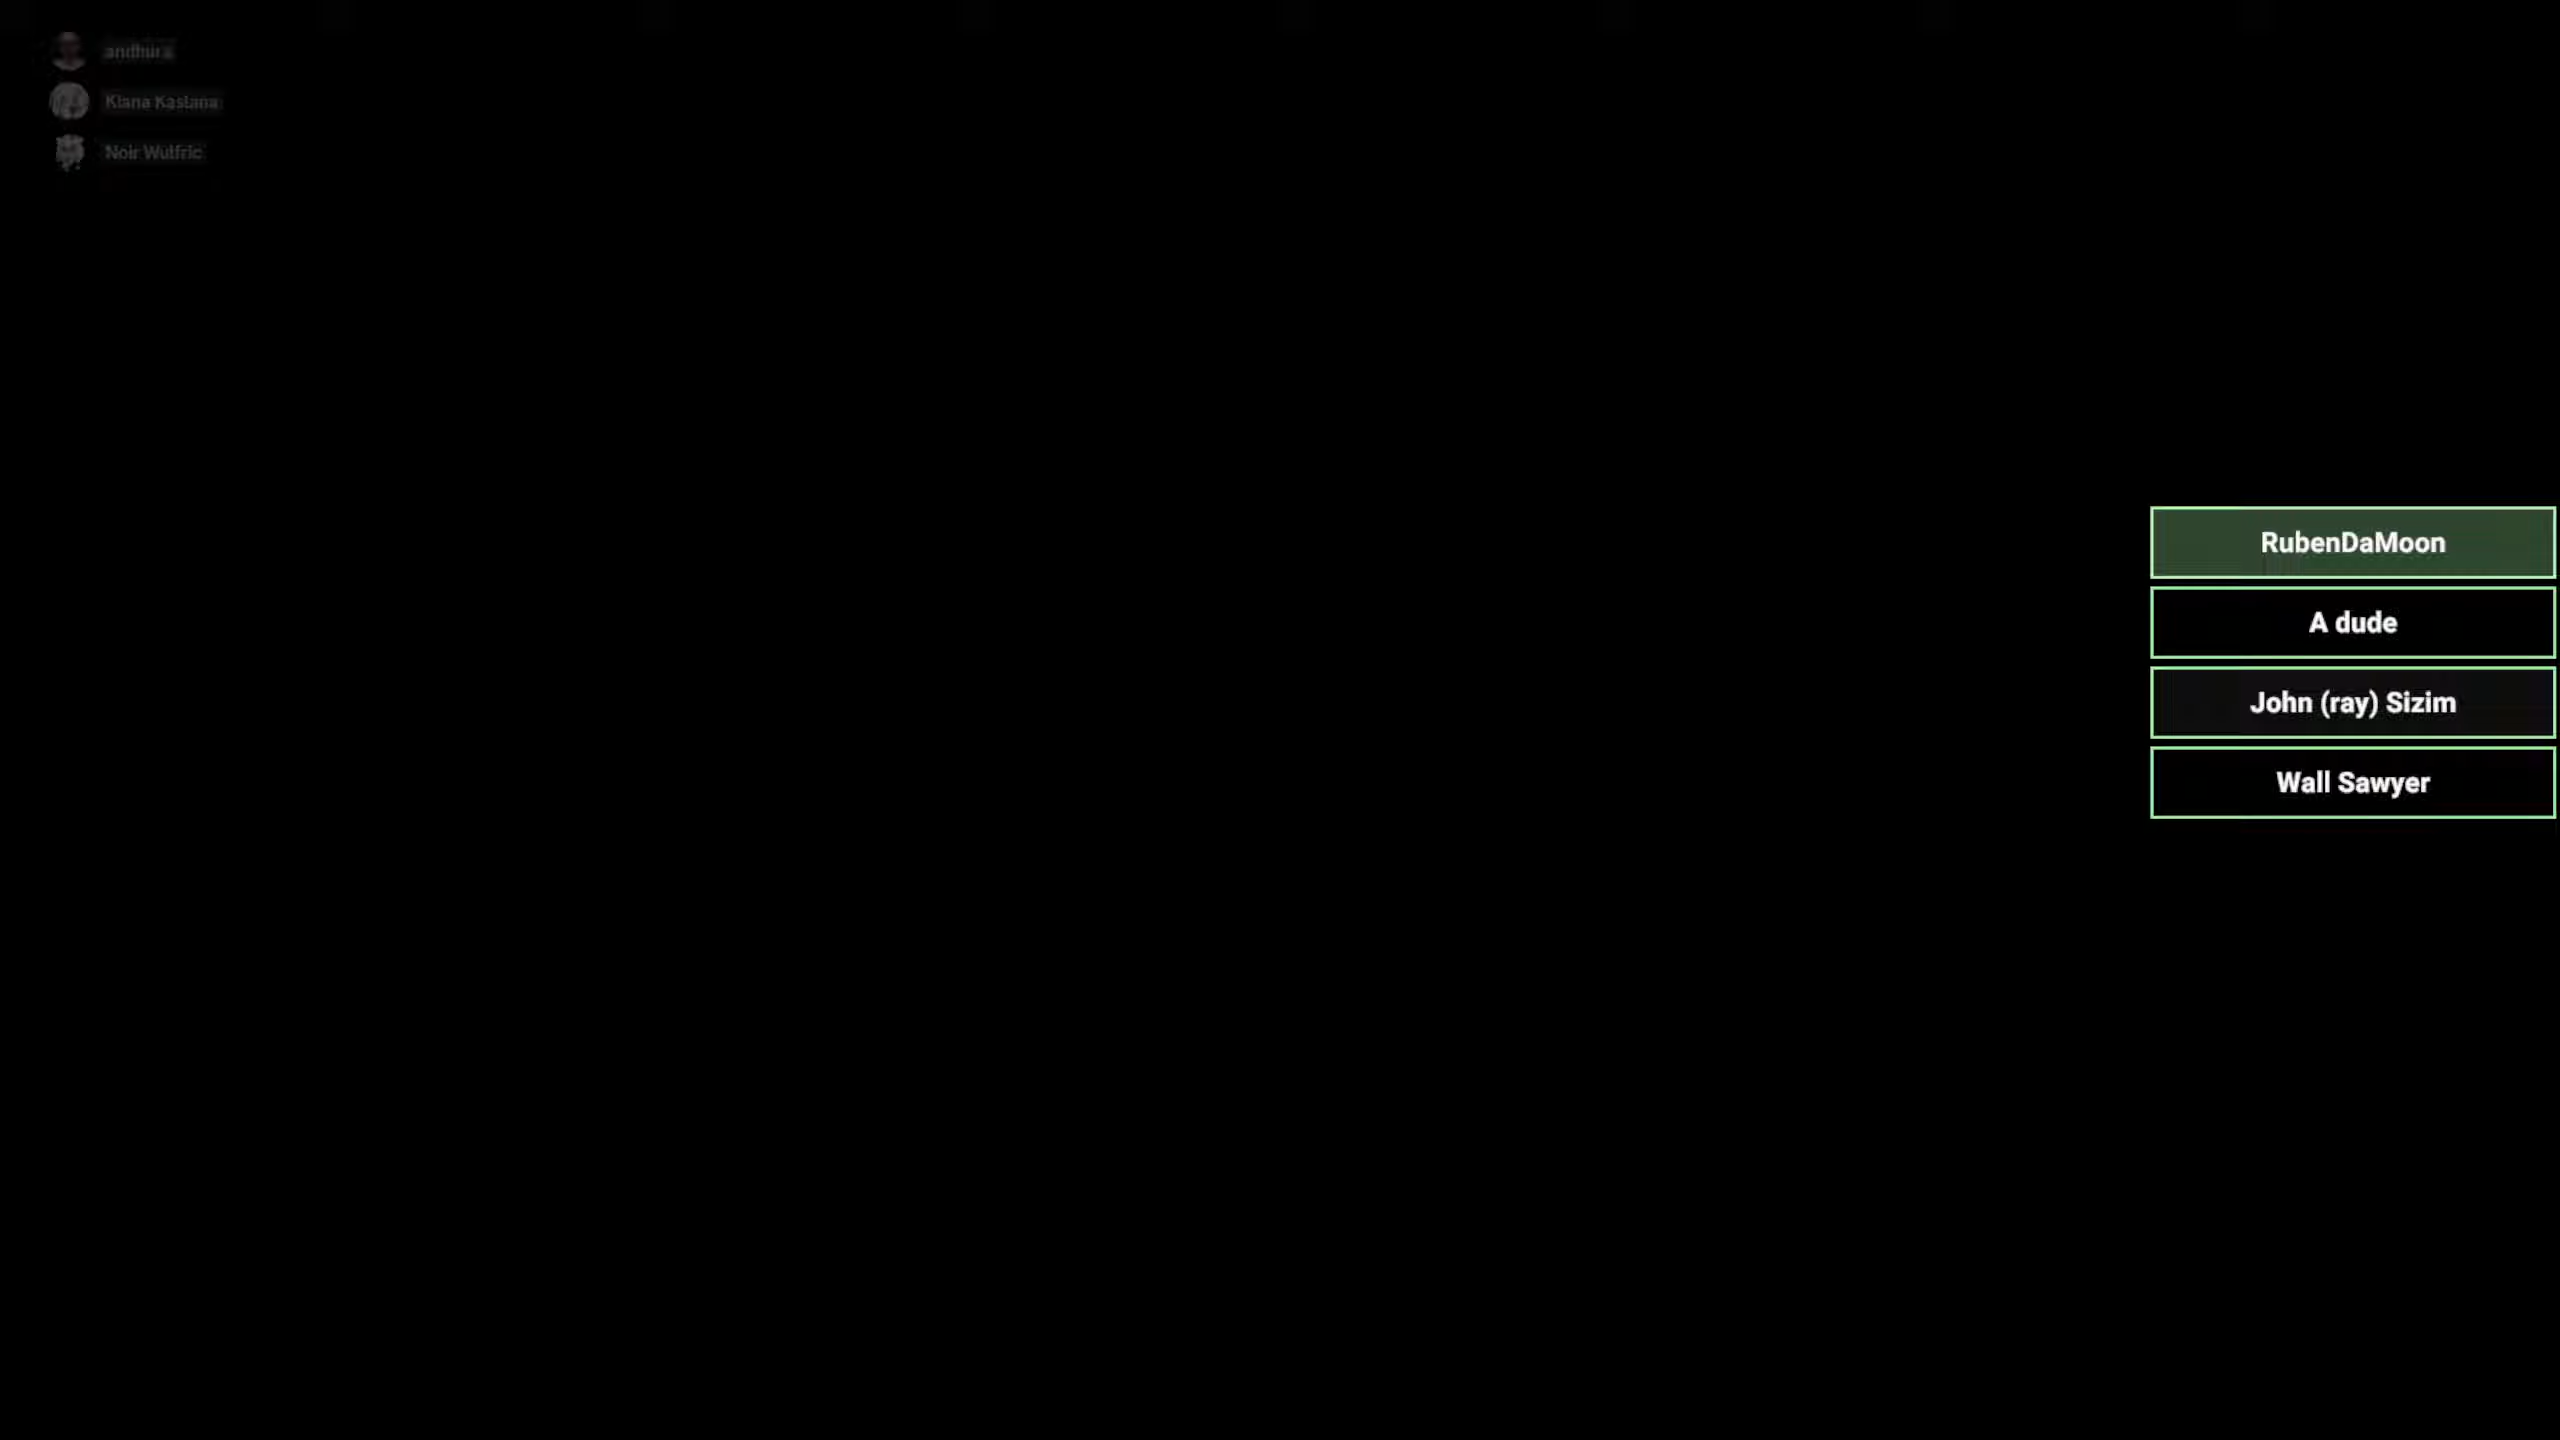 andhura
Kiana Kaslana
Noir Wulfric
RubenDaMoon
A dude
John (ray) Sizim
Wall Sawyer